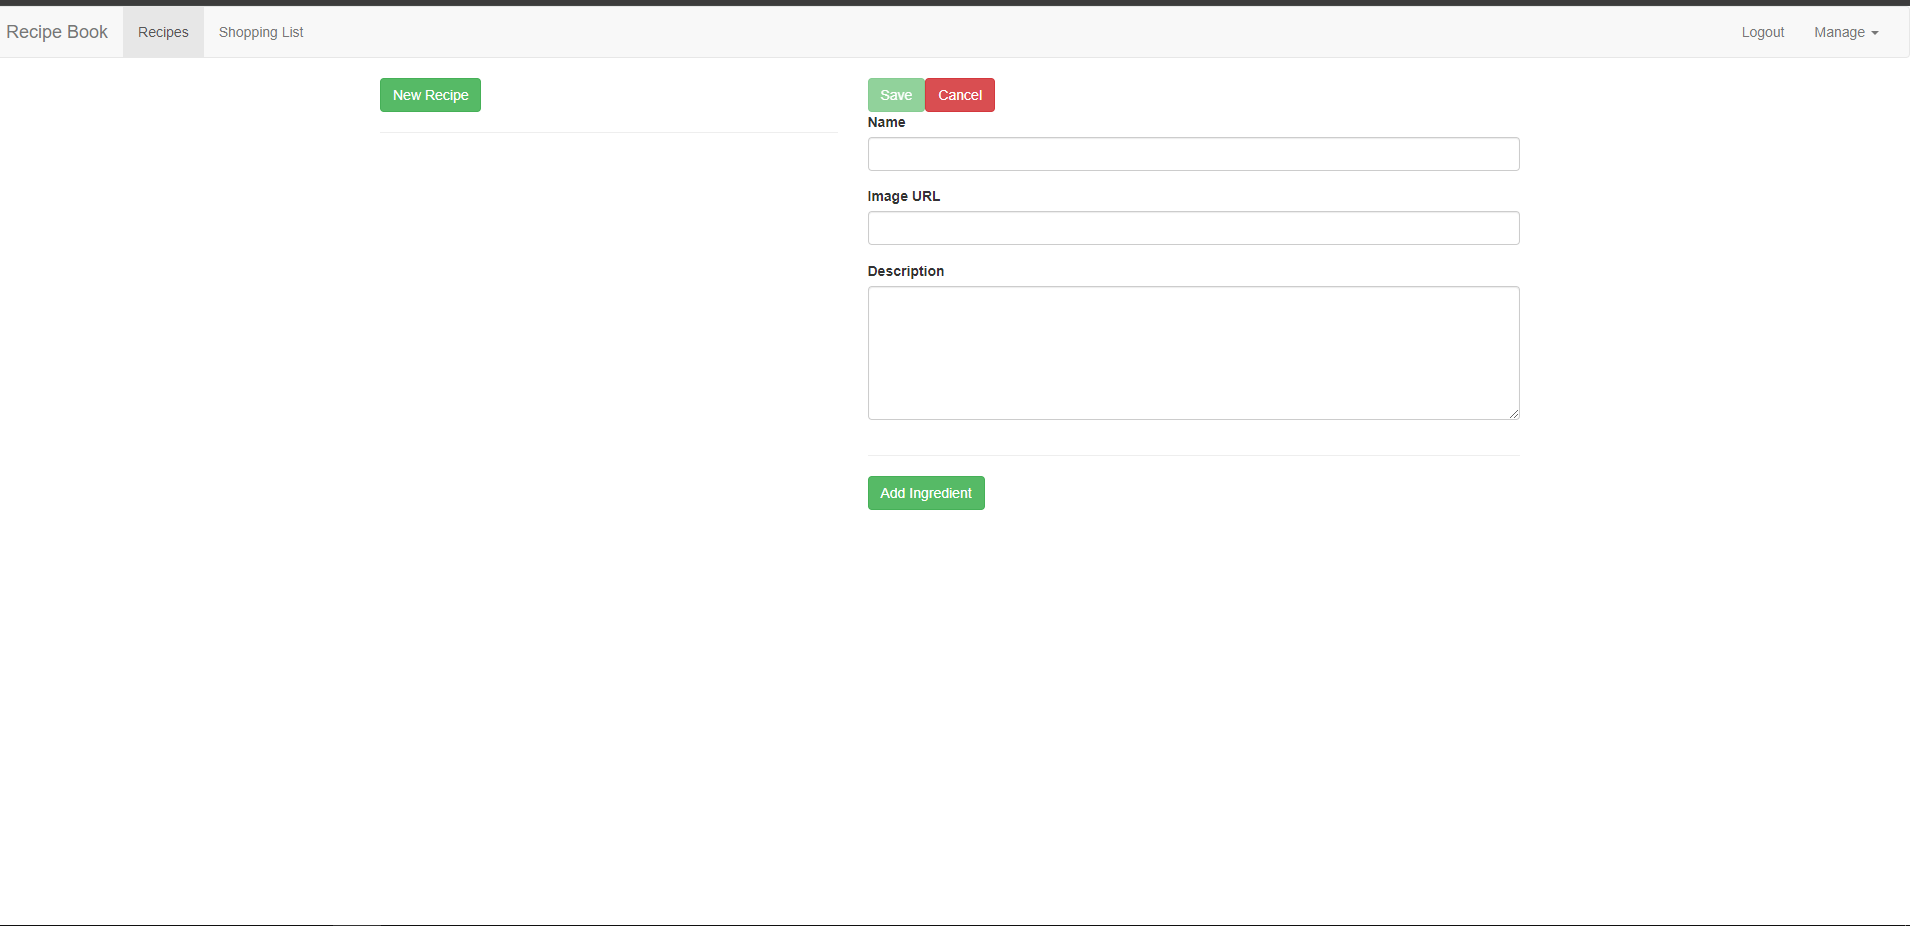 Recipe Book Recipes Shopping List Logout Manage
New Recipe
Save Cancel
Name
Image URL
Description
Add Ingredient